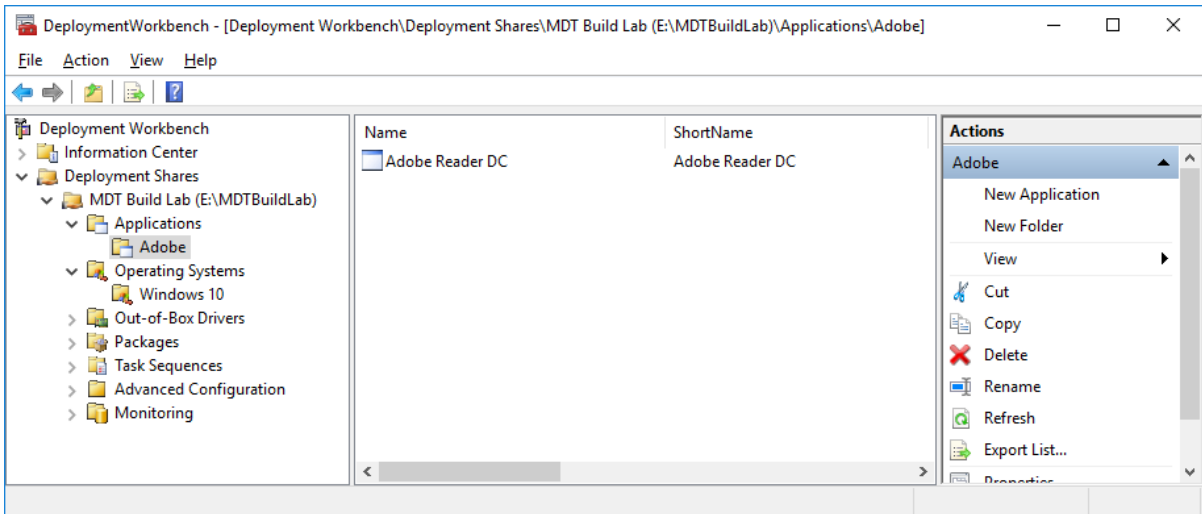 DeploymentWorkbench - [Deployment Workbench\Deployment Shares\MDT Build Lab (E:\MDTBuildLab)\Applications\Adobe]
File Action View Help
Deployment Workbench
Information Center
Deployment Shares
MDT Build Lab (E:\MDTBuildLab)
Applications
Adobe
Operating Systems
Windows 10
Out-of-Box Drivers
Packages
Task Sequences
Advanced Configuration
Monitoring
Name ShortName
Adobe Reader DC Adobe Reader DC
Actions
Adobe
New Application
New Folder
View
Cut
Copy
Delete
Rename
Refresh
Export List...
Properties